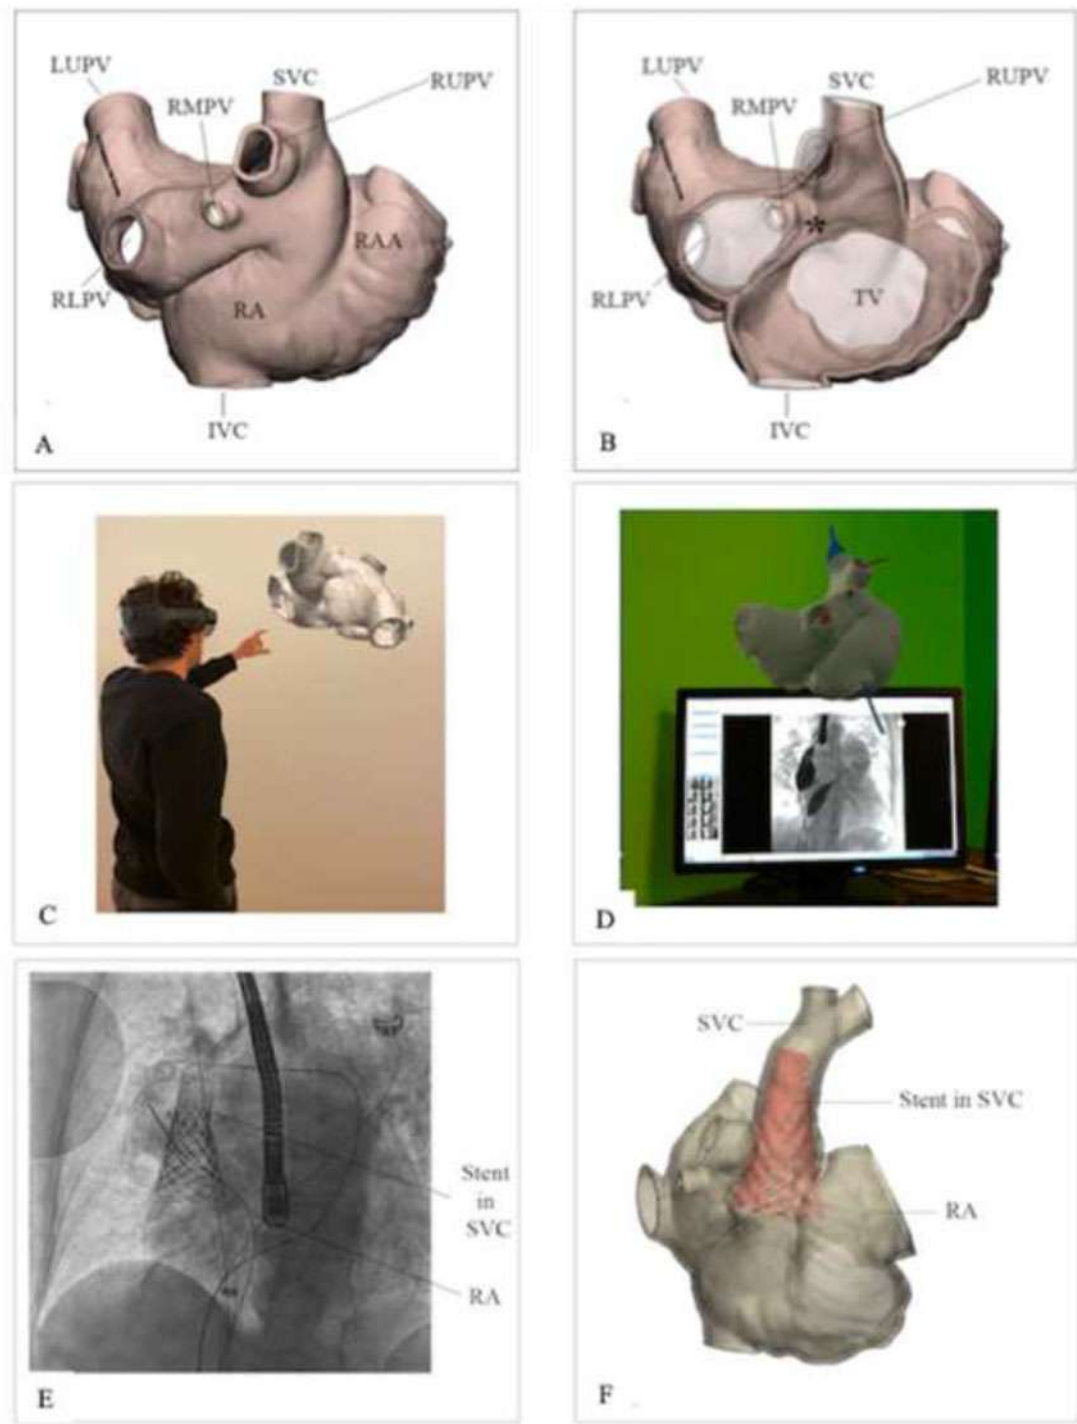 LUPV
SVC
RUPV
RMPV
RAA
RLPV
RA
IVC
A
LUPV
SVC
RUPV
RMPV
*
RLPV
TV
IVC
B
C
D
Stent
in
SVC
RA
E
SVC
Stent in SVC
RA
F